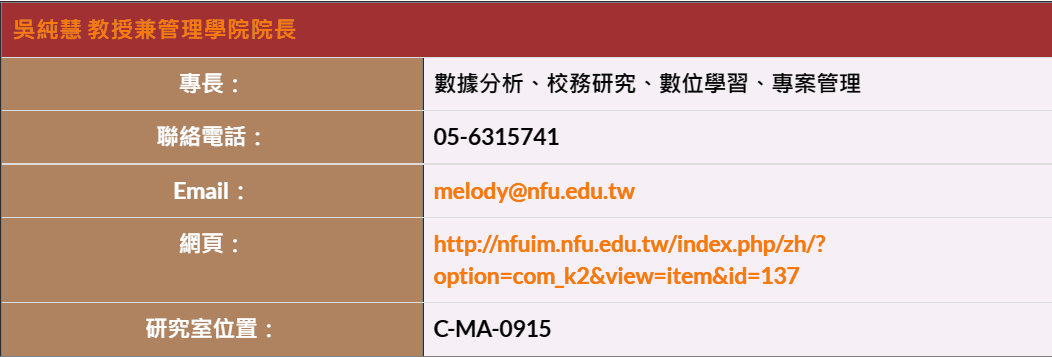 吳純慧 教授兼管理學院院長
專長：
數據分析、校務研究、數位學習、專案管理
聯絡電話：
05-6315741
Email：
melody@nfu.edu.tw
網頁：
http://nfuim.nfu.edu.tw/index.php/zh/?
option=com_k2&view=item&id=137
研究室位置：
C-MA-0915